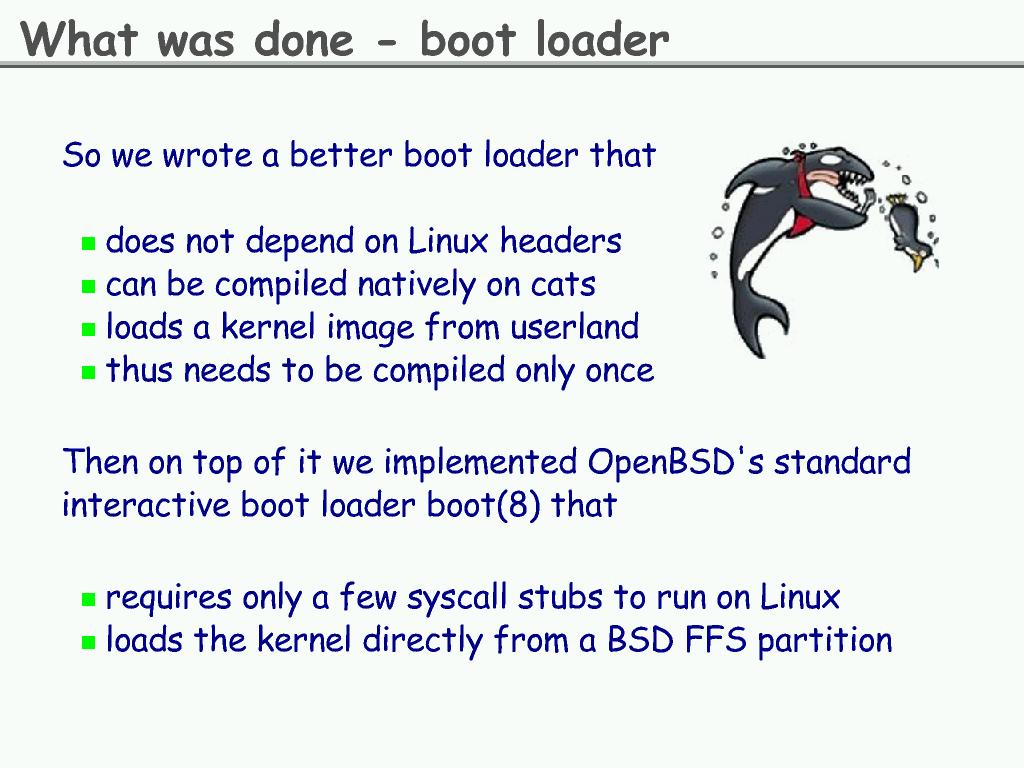 What was done - boot loader
So we wrote a better boot loader that
does not depend on Linux headers
can be compiled natively on cats
loads a kernel image from userland
thus needs to be compiled only once
Then on top of it we implemented OpenBSD's standard
interactive boot loader boot(8) that
requires only a few syscall stubs to run on Linux
loads the kernel directly from a BSD FFS partition